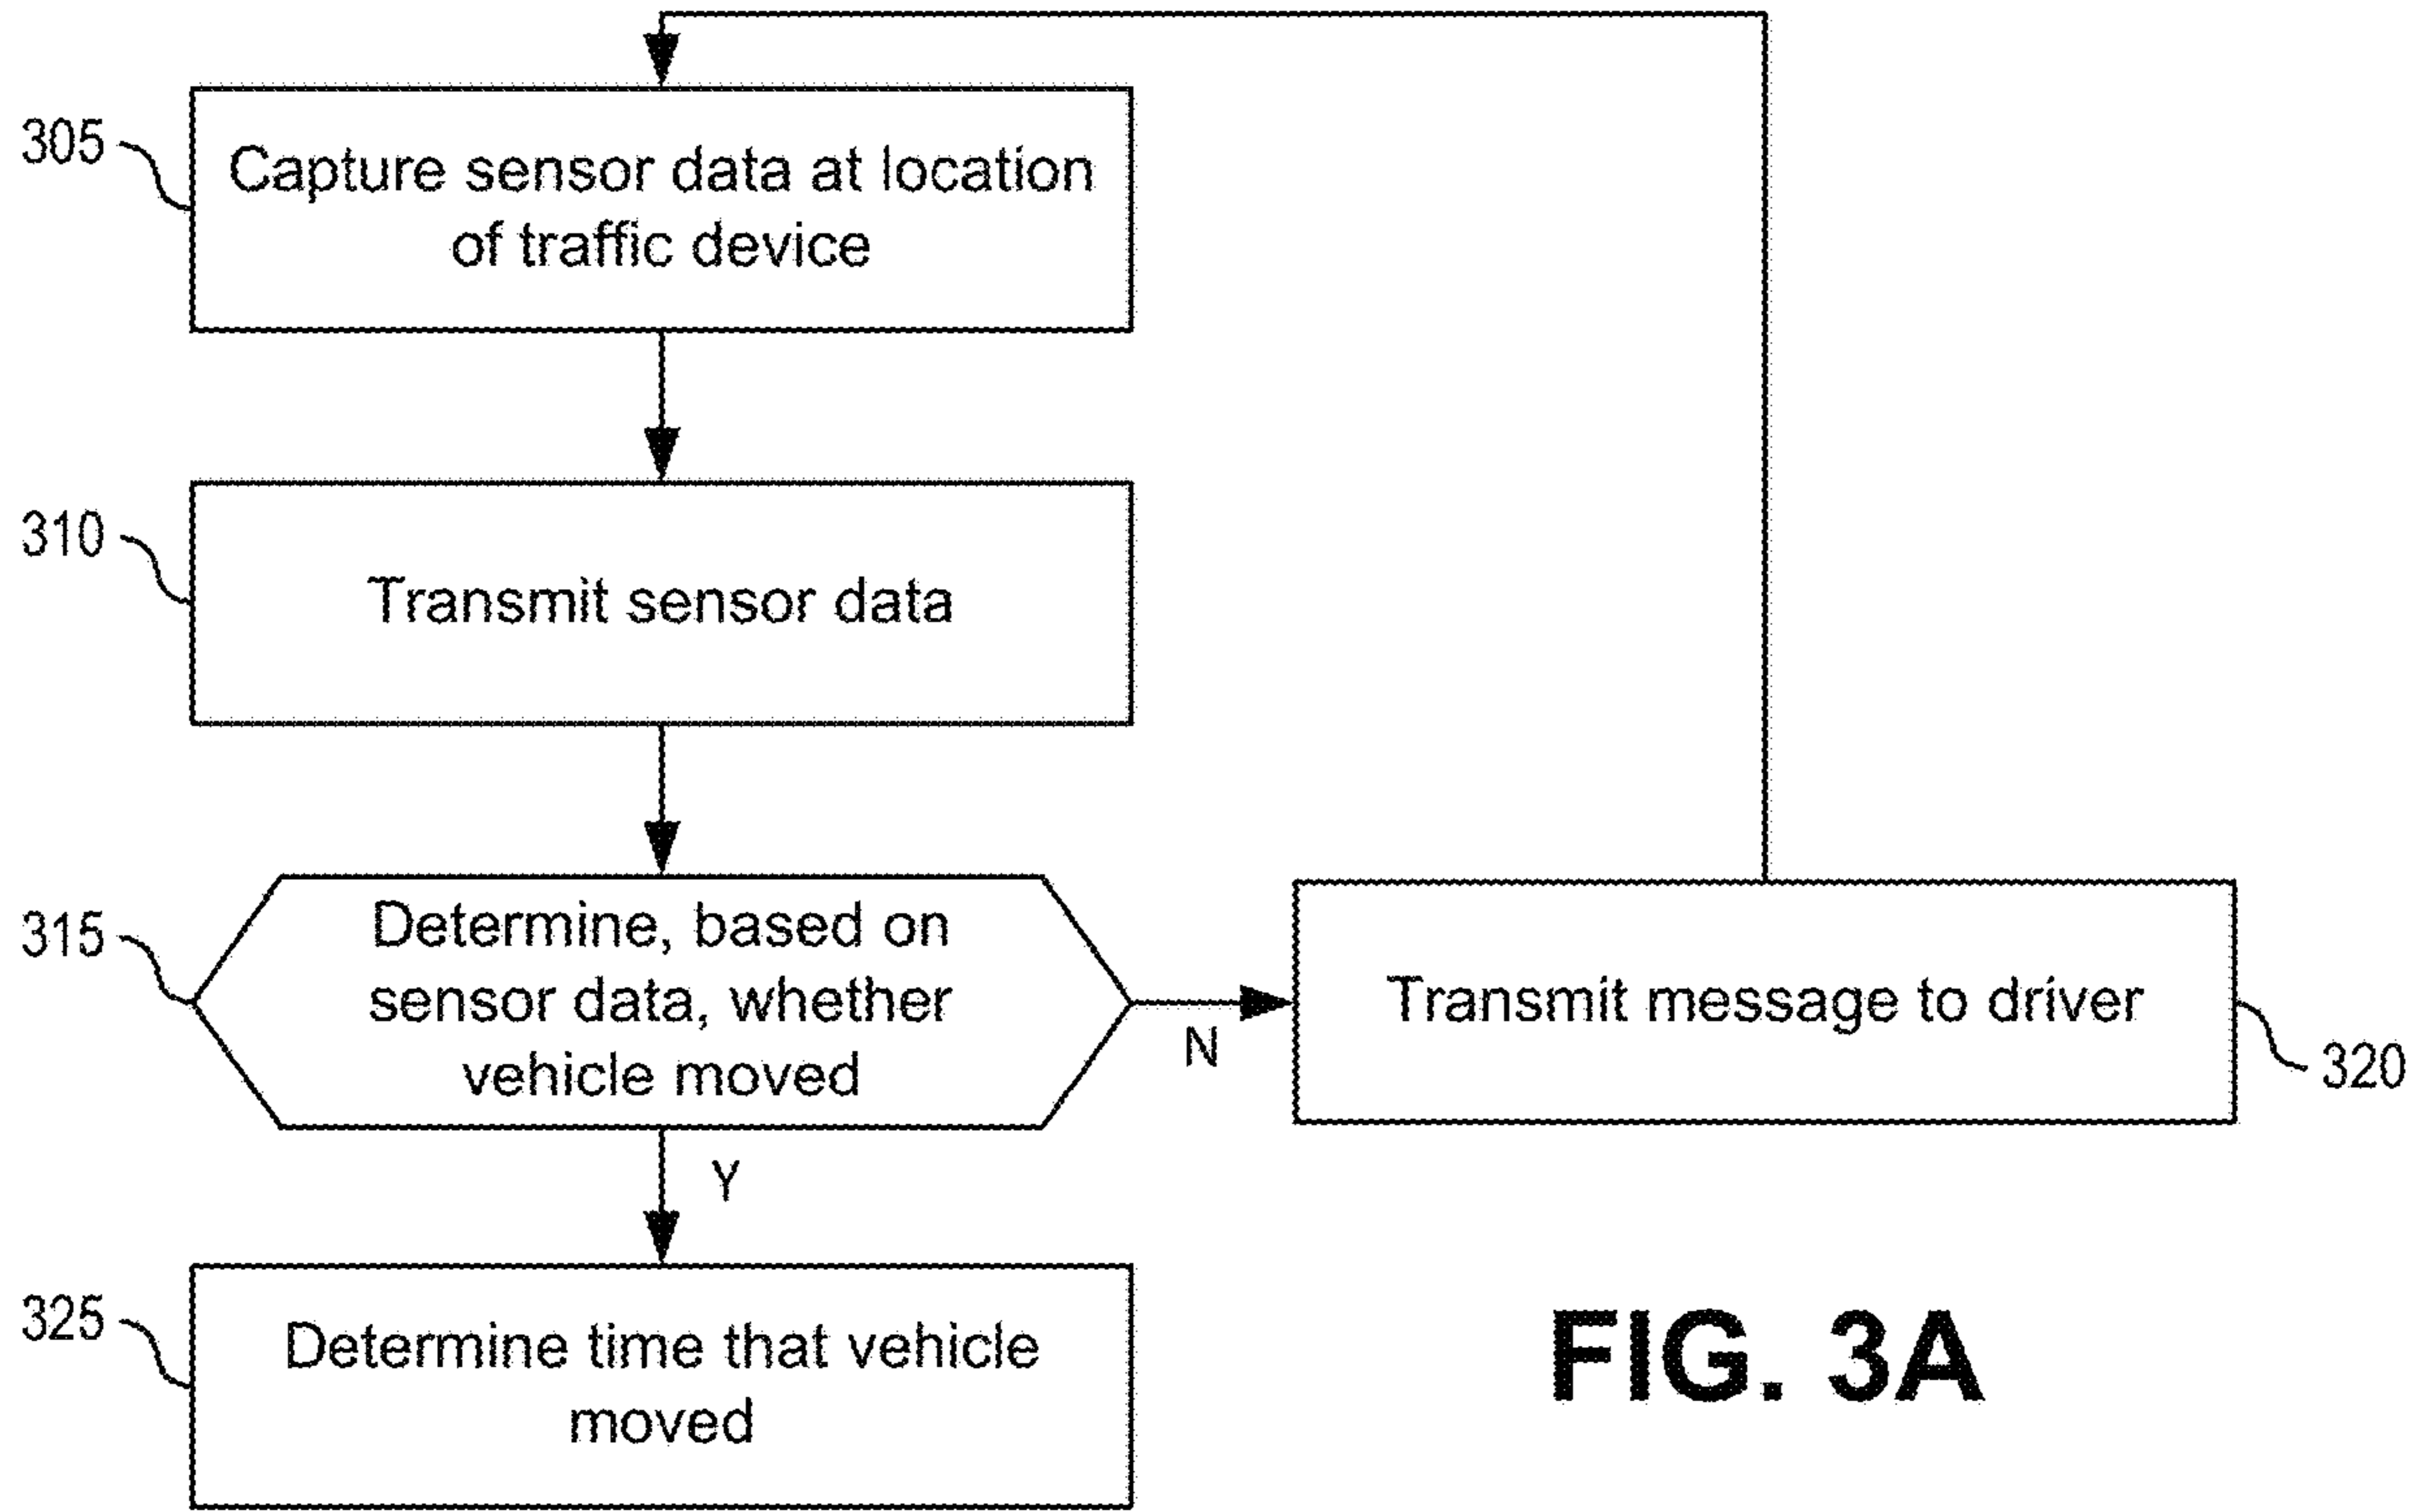 305
Capture sensor data at location
of traffic device
310
Transmit sensor data
315
Determine, based on
sensor data, whether
vehicle moved
N
Transmit message to driver
320
Y
325
Determine time that vehicle
moved
FIG. 3A